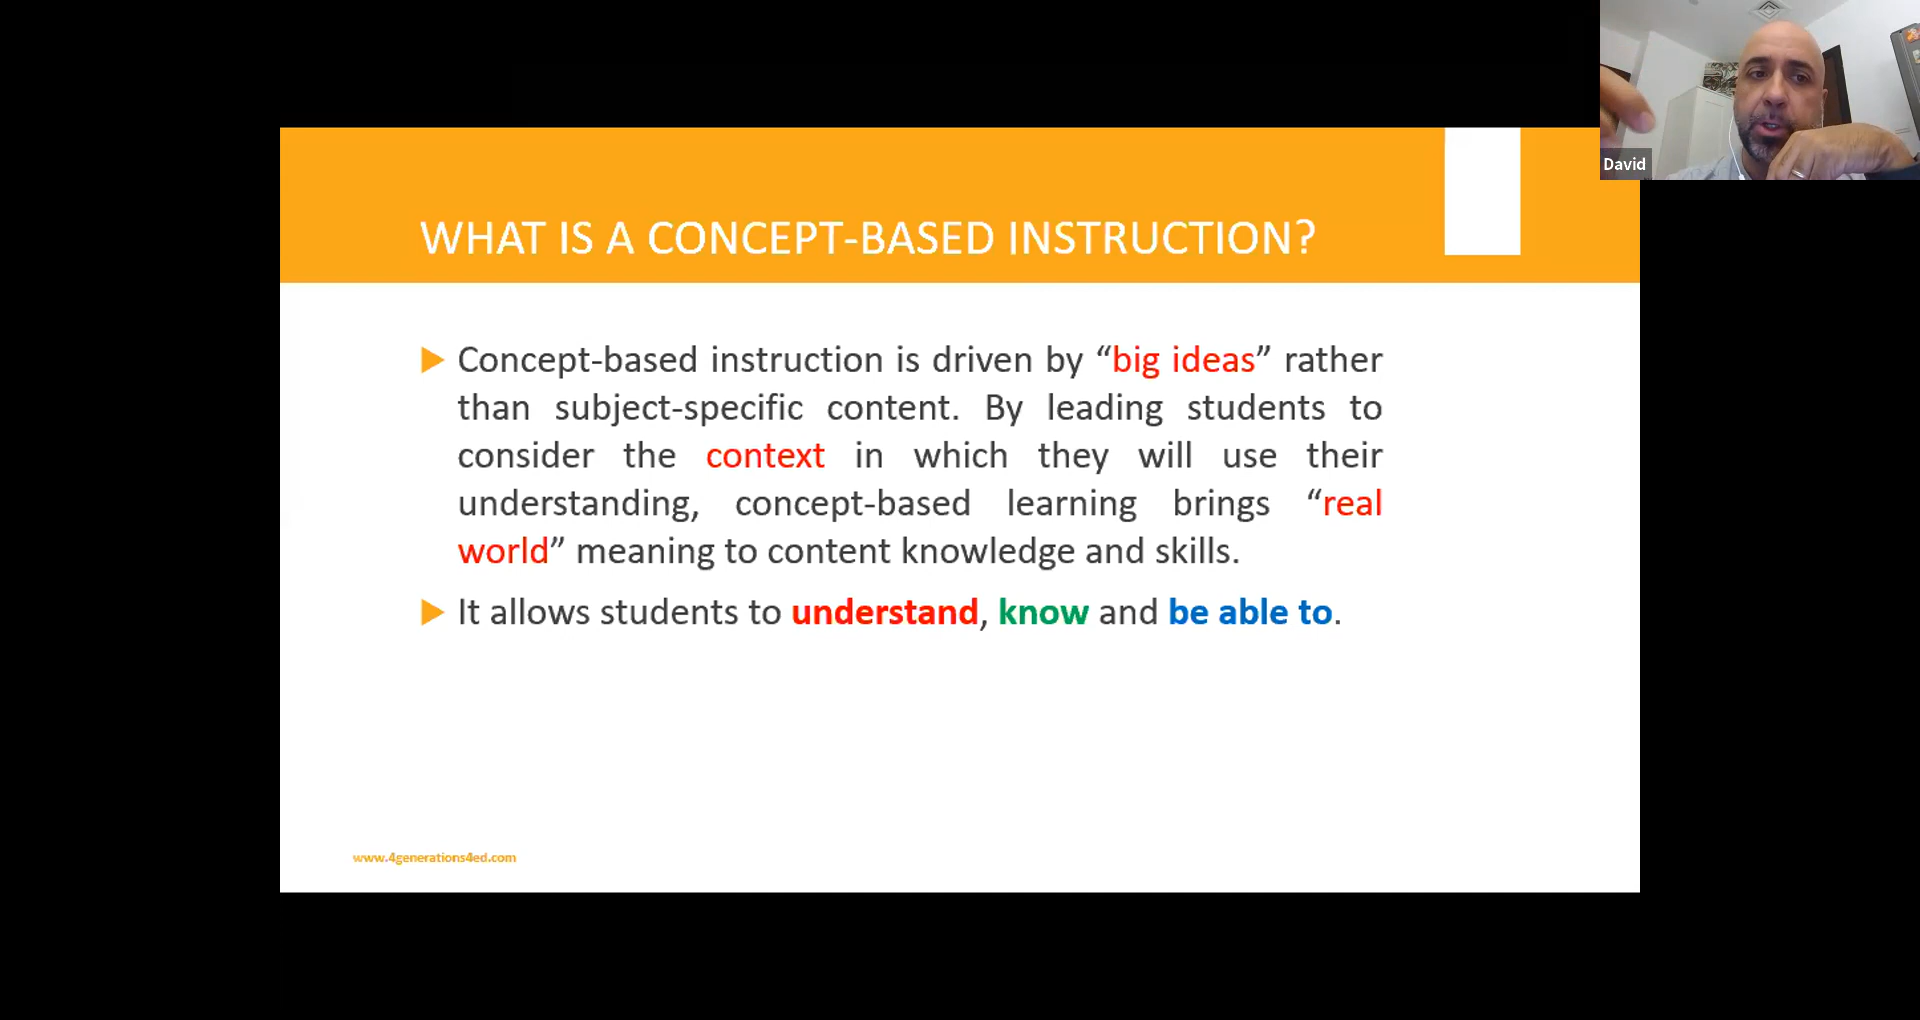 WHAT IS A CONCEPT-BASED INSTRUCTION?
Concept-based instruction is driven by “big ideas” rather
than subject-specific content. By leading students to
consider the context in which they will use their
understanding, concept-based learning brings “real
world” meaning to content knowledge and skills.
It allows students to understand, know and be able to.
www.4generations4ed.com
David